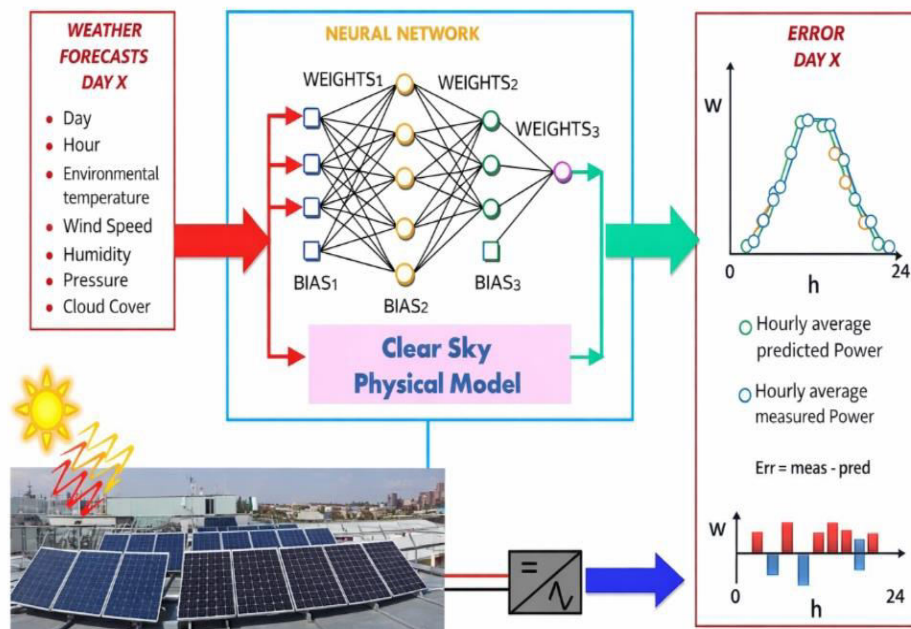 WEATHER
FORECASTS
DAY X
Day
Hour
Environmental
temperature
Wind Speed
Humidity
Pressure
Cloud Cover
NEURAL NETWORK
WEIGHTS1
WEIGHTS2
WEIGHTS3
BIAS1
BIAS2
BIAS3
Clear Sky
Physical Model
ERROR
DAY X
W
0
24
h
Hourly average
predicted Power
Hourly average
measured Power
Err = meas - pred
W
0
24
h